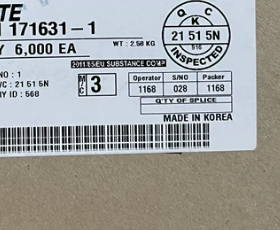 TE
171631-1
Q C
K
21 51 5N
516
INSPECTED
Y 6,000 EA
WT : 2.58 KG
2011/65/EU SUBSTANCE COMP
NO : 1
/C : 21 51 5N
RY ID : 568
M/C 3
Operator S/NO Packer
1168 028 1168
Q'TY OF SPLICE
MADE IN KOREA